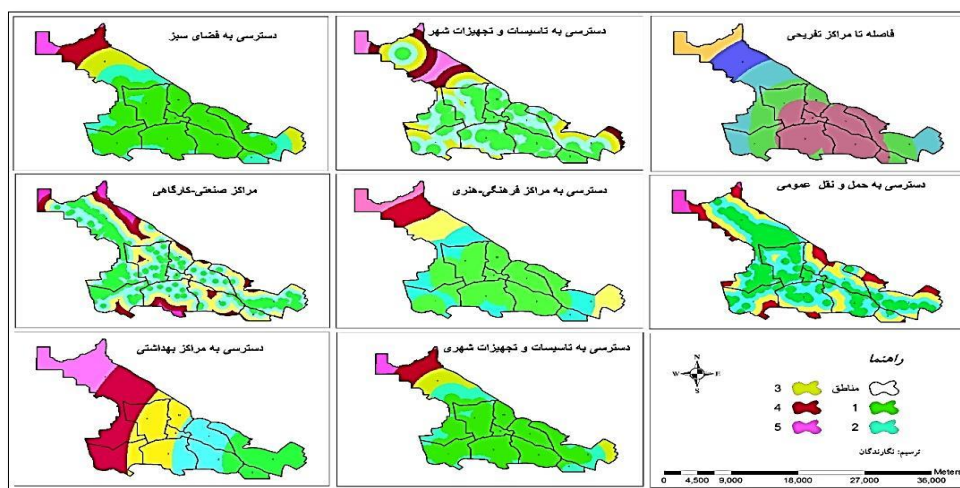 دسترسی به فضای سبز
دسترسی به تاسیسات و تجهیزات شهر
فاصله تا مراکز تفریحی
مراکز صنعتی-کارگاهی
دسترسی به مراکز فرهنگی-هنری
دسترسی به حمل و نقل عمومی
دسترسی به مراکز بهداشتی
دسترسی به تاسیسات و تجهیزات شهری
N
W E
S
راهنما
مناطق 3
1 4
2 5
ترسیم: نگارندگان
Meters
0 4,500 9,000 18,000 27,000 36,000